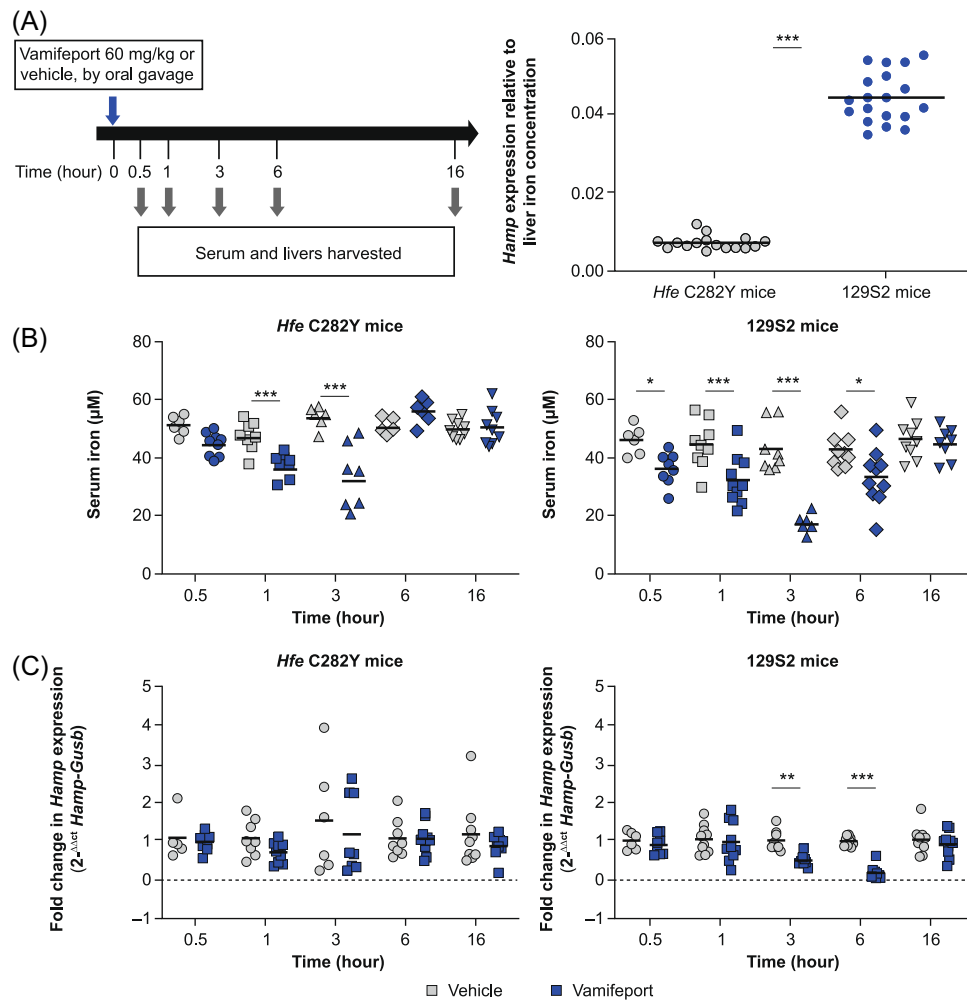 (A)
Vamifeport 60 mg/kg or
vehicle, by oral gavage
Time (hour) 0 0.5 1 3 6 16
Serum and livers harvested
Hamp expression relative to
liver iron concentration
0.06
0.04
0.02
0.00
***
Hfe C282Y mice 129S2 mice
(B)
Hfe C282Y mice
Serum iron (µM)
80
60
40
20
0
*** ***
0.5 1 3 6 16
Time (hour)
129S2 mice
Serum iron (µM)
80
60
40
20
0
* *** *** *
0.5 1 3 6 16
Time (hour)
(C)
Hfe C282Y mice
Fold change in Hamp expression
(2-ΔΔct Hamp-Gusb)
5
4
3
2
1
0
–1
0.5 1 3 6 16
Time (hour)
129S2 mice
Fold change in Hamp expression
(2-ΔΔct Hamp-Gusb)
5
4
3
2
1
0
–1
** ***
0.5 1 3 6 16
Time (hour)
Vehicle Vamifeport